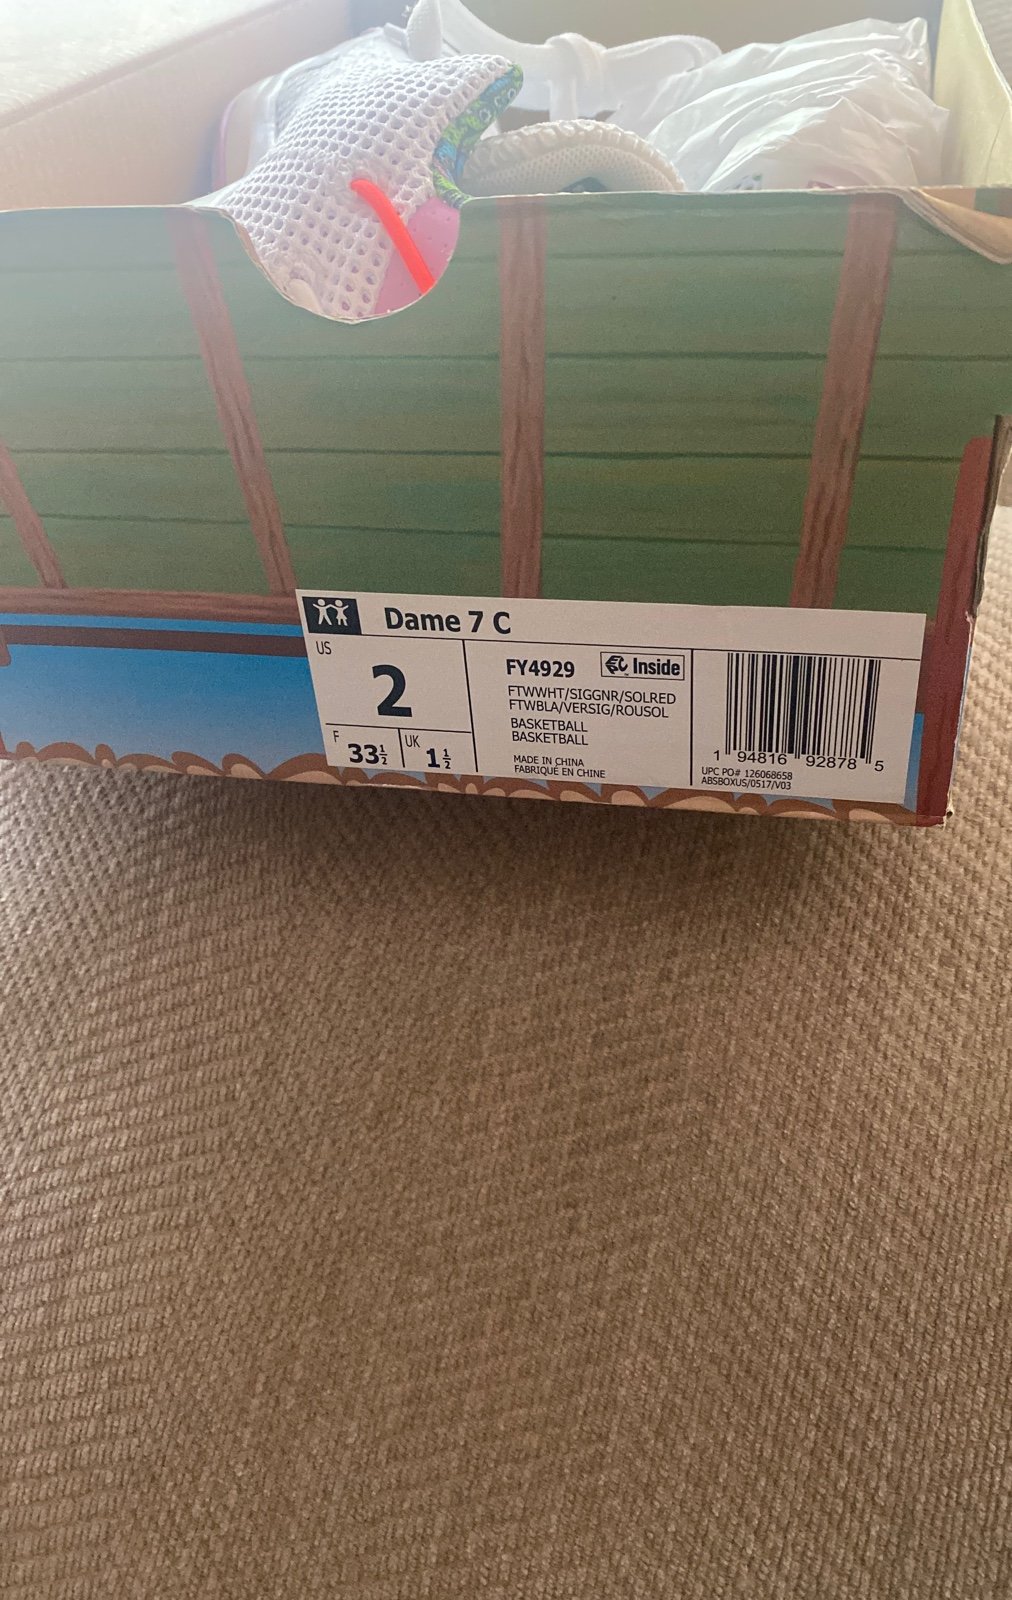 Dame 7 C
US
2
F 33½
UK 1½
FY4929
Inside
FTWWHT/SIGGNR/SOLRED
FTWBLA/VERSIG/ROUSOL
BASKETBALL
BASKETBALL
MADE IN CHINA
FABRIQUÉ EN CHINE
1 94816 92878 5
UPC PO# 126068658
ABSBOXUS/0517/V03